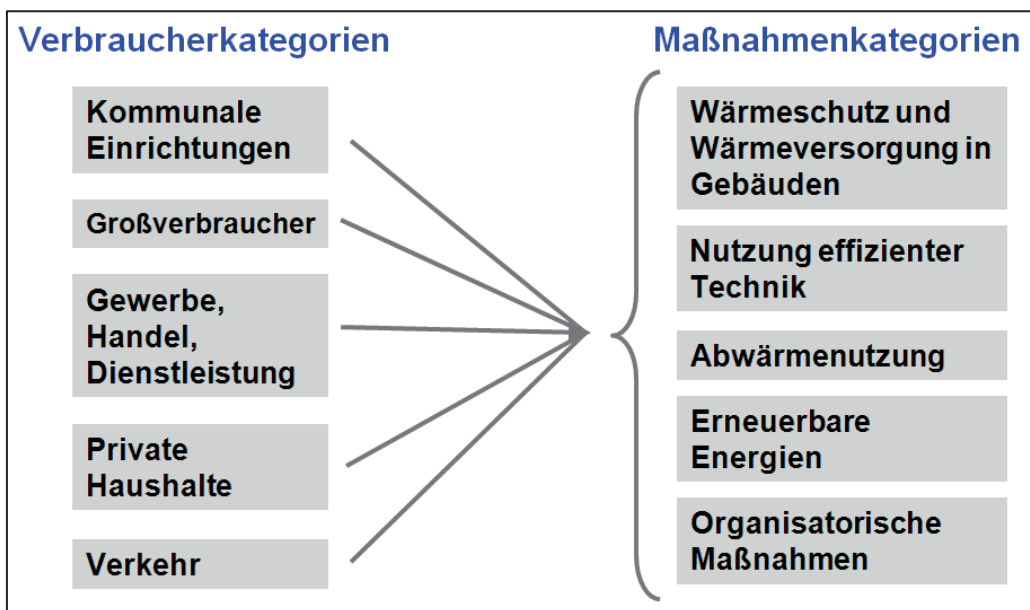 Verbraucherkategorien
Kommunale
Einrichtungen
Großverbraucher
Gewerbe,
Handel,
Dienstleistung
Private
Haushalte
Verkehr
Maßnahmenkategorien
Wärmeschutz und
Wärmeversorgung in
Gebäuden
Nutzung effizienter
Technik
Abwärmenutzung
Erneuerbare
Energien
Organisatorische
Maßnahmen